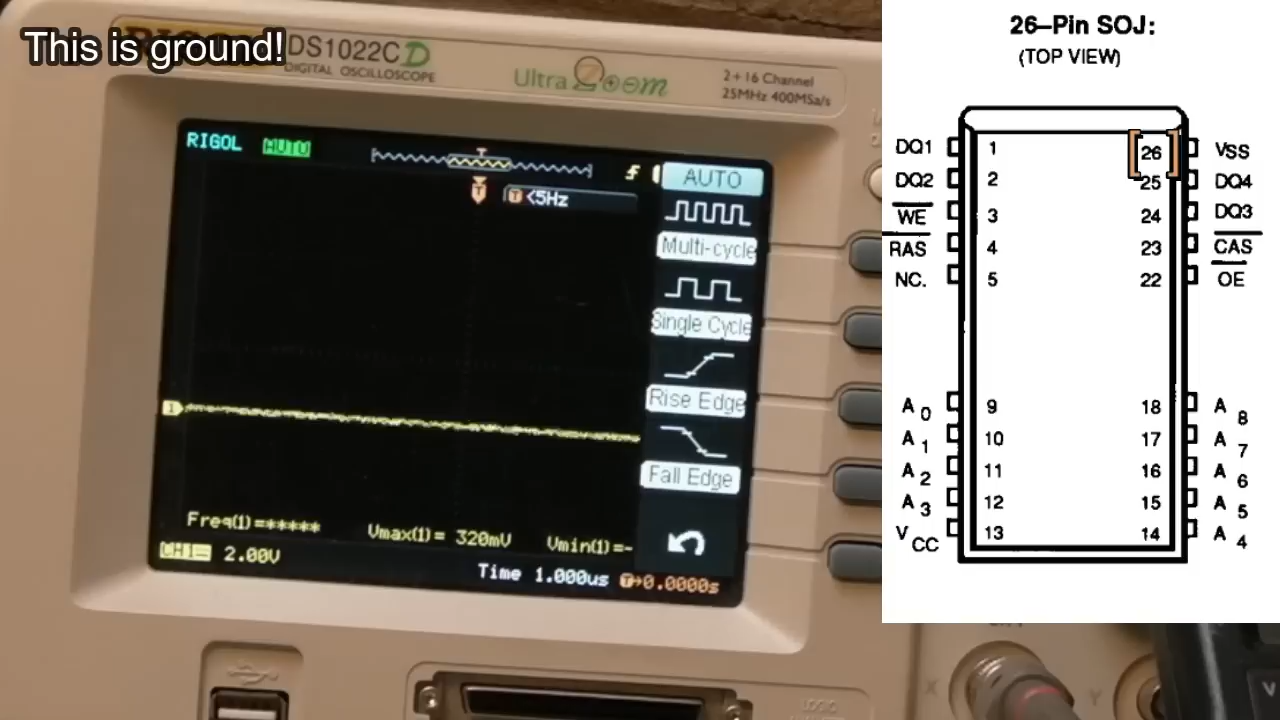 This is ground!
DS1022CD
DIGITAL OSCILLOSCOPE
UltraZoom
2+16 Channel
25MHz 400MSa/s
RIGOL AUTO
T
T T <5Hz
AUTO
Multi-cycle
Single Cycle
Rise Edge
Fall Edge
1
Freq(1)=***** Vmax(1)= 320mV Vmin(1)=-
CH1 2.00V
Time 1.000us T→0.0000s
LOGIC
X
Y
V
26–Pin SOJ:
(TOP VIEW)
DQ1 1 26 VSS
DQ2 2 25 DQ4
WE 3 24 DQ3
RAS 4 23 CAS
NC. 5 22 OE
A0 9 18 A8
A1 10 17 A7
A2 11 16 A6
A3 12 15 A5
VCC 13 14 A4